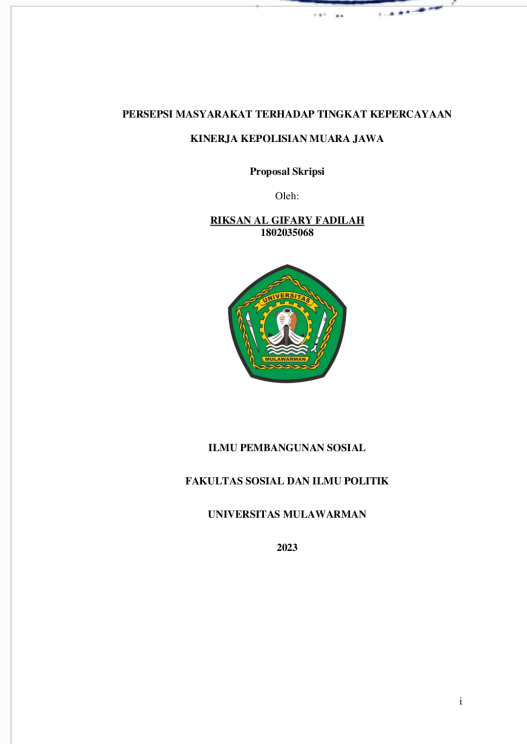 PERSEPSI MASYARAKAT TERHADAP TINGKAT KEPERCAYAAN
KINERJA KEPOLISIAN MUARA JAWA
Proposal Skripsi
Oleh:
RIKSAN AL GIFARY FADILAH
1802035068
UNIVERSITAS
MULAWARMAN
ILMU PEMBANGUNAN SOSIAL
FAKULTAS SOSIAL DAN ILMU POLITIK
UNIVERSITAS MULAWARMAN
2023
i